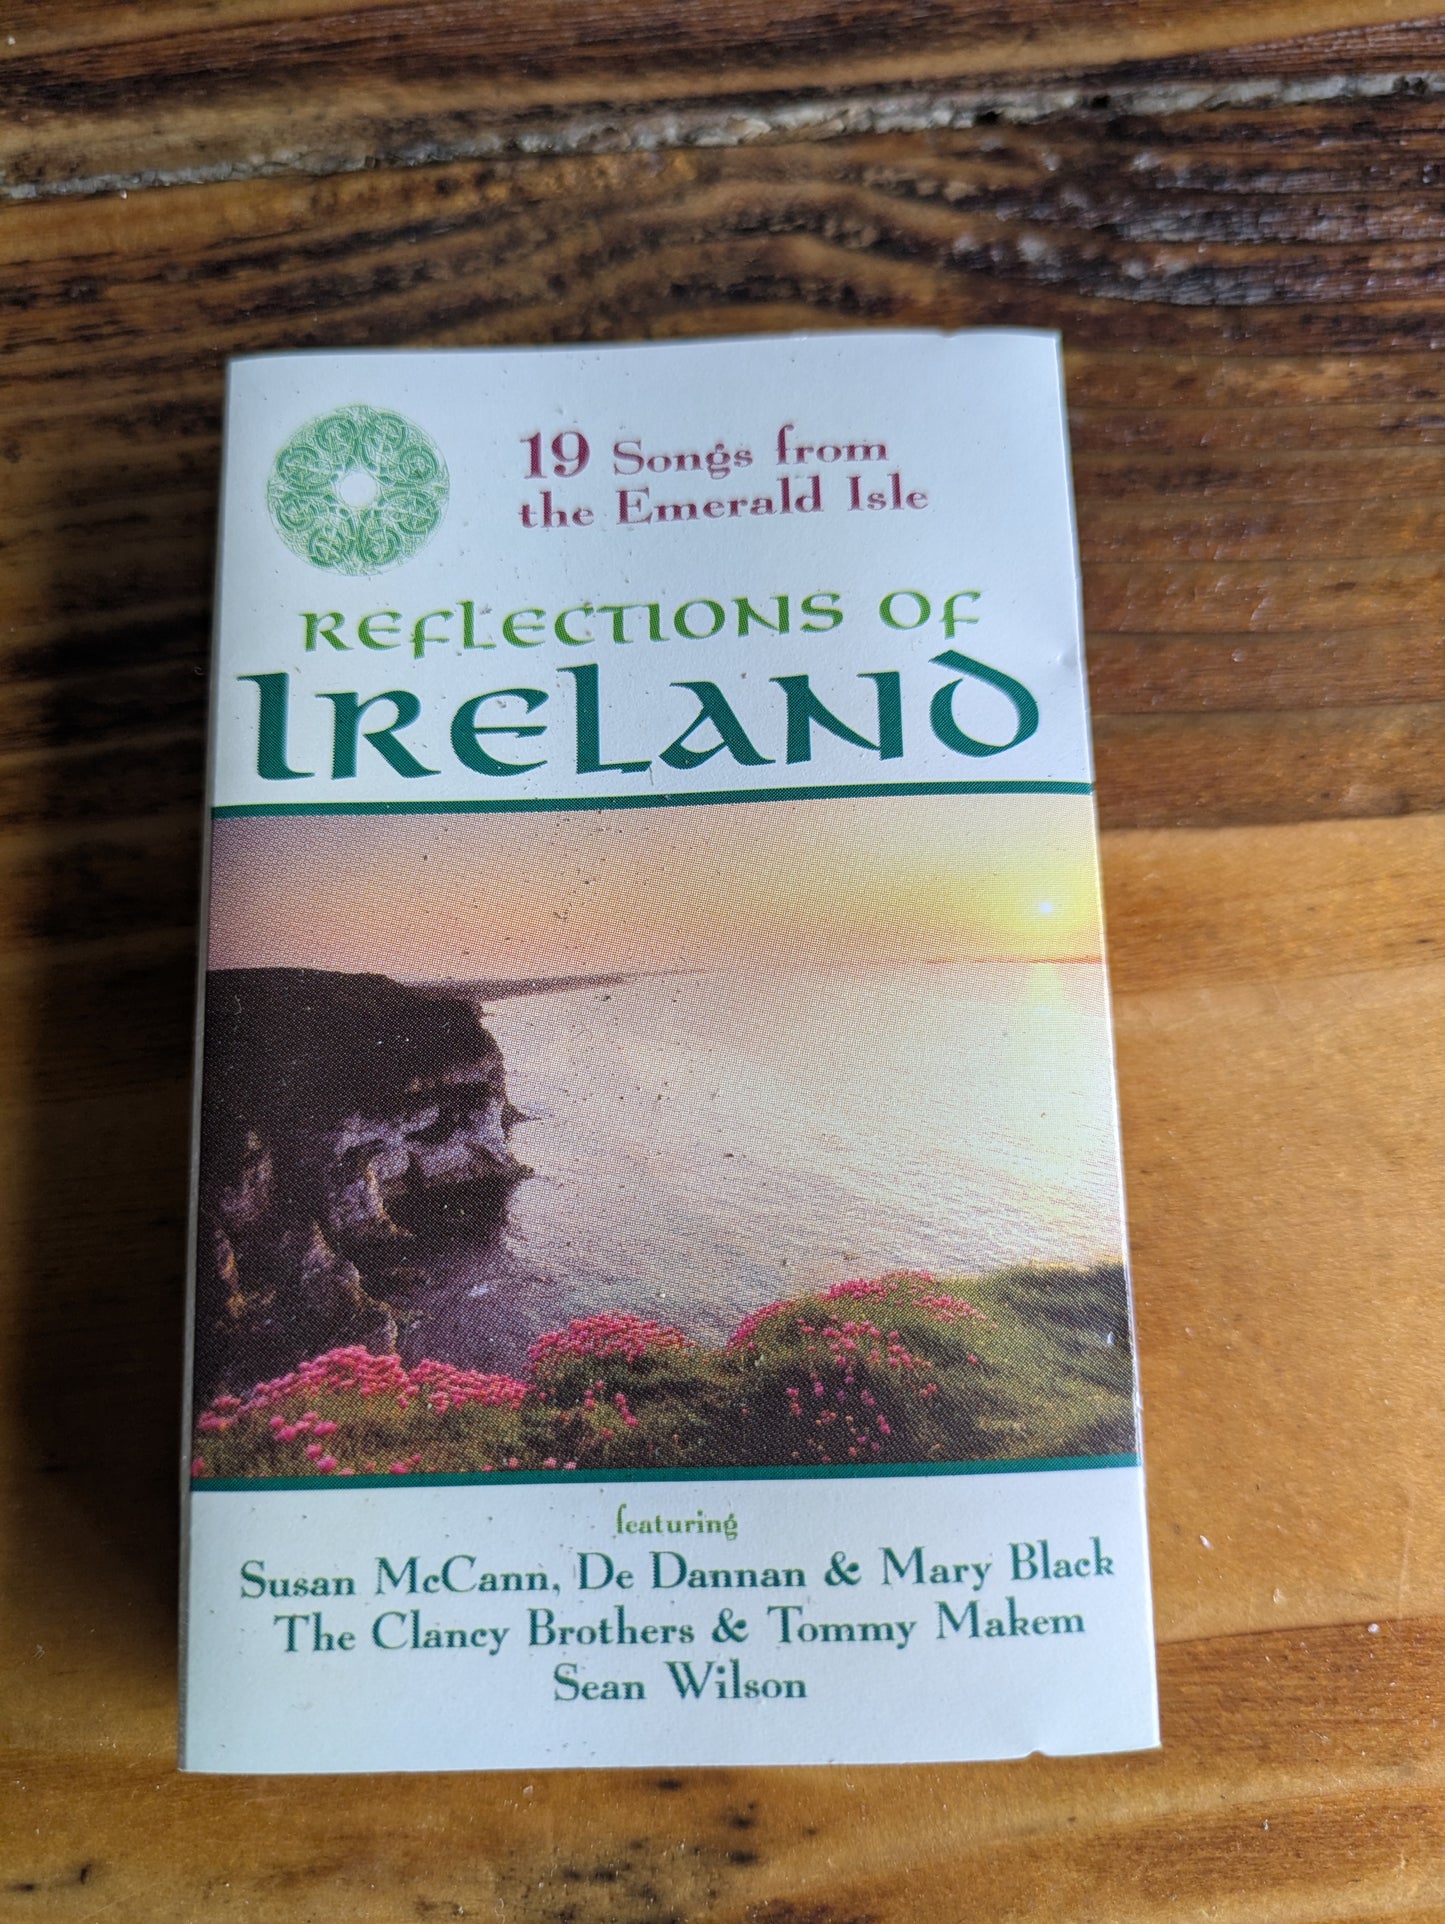 19 Songs from
the Emerald Isle
REFLECTIONS OF
IRELAND
featuring
Susan McCann, De Dannan & Mary Black
The Clancy Brothers & Tommy Makem
Sean Wilson